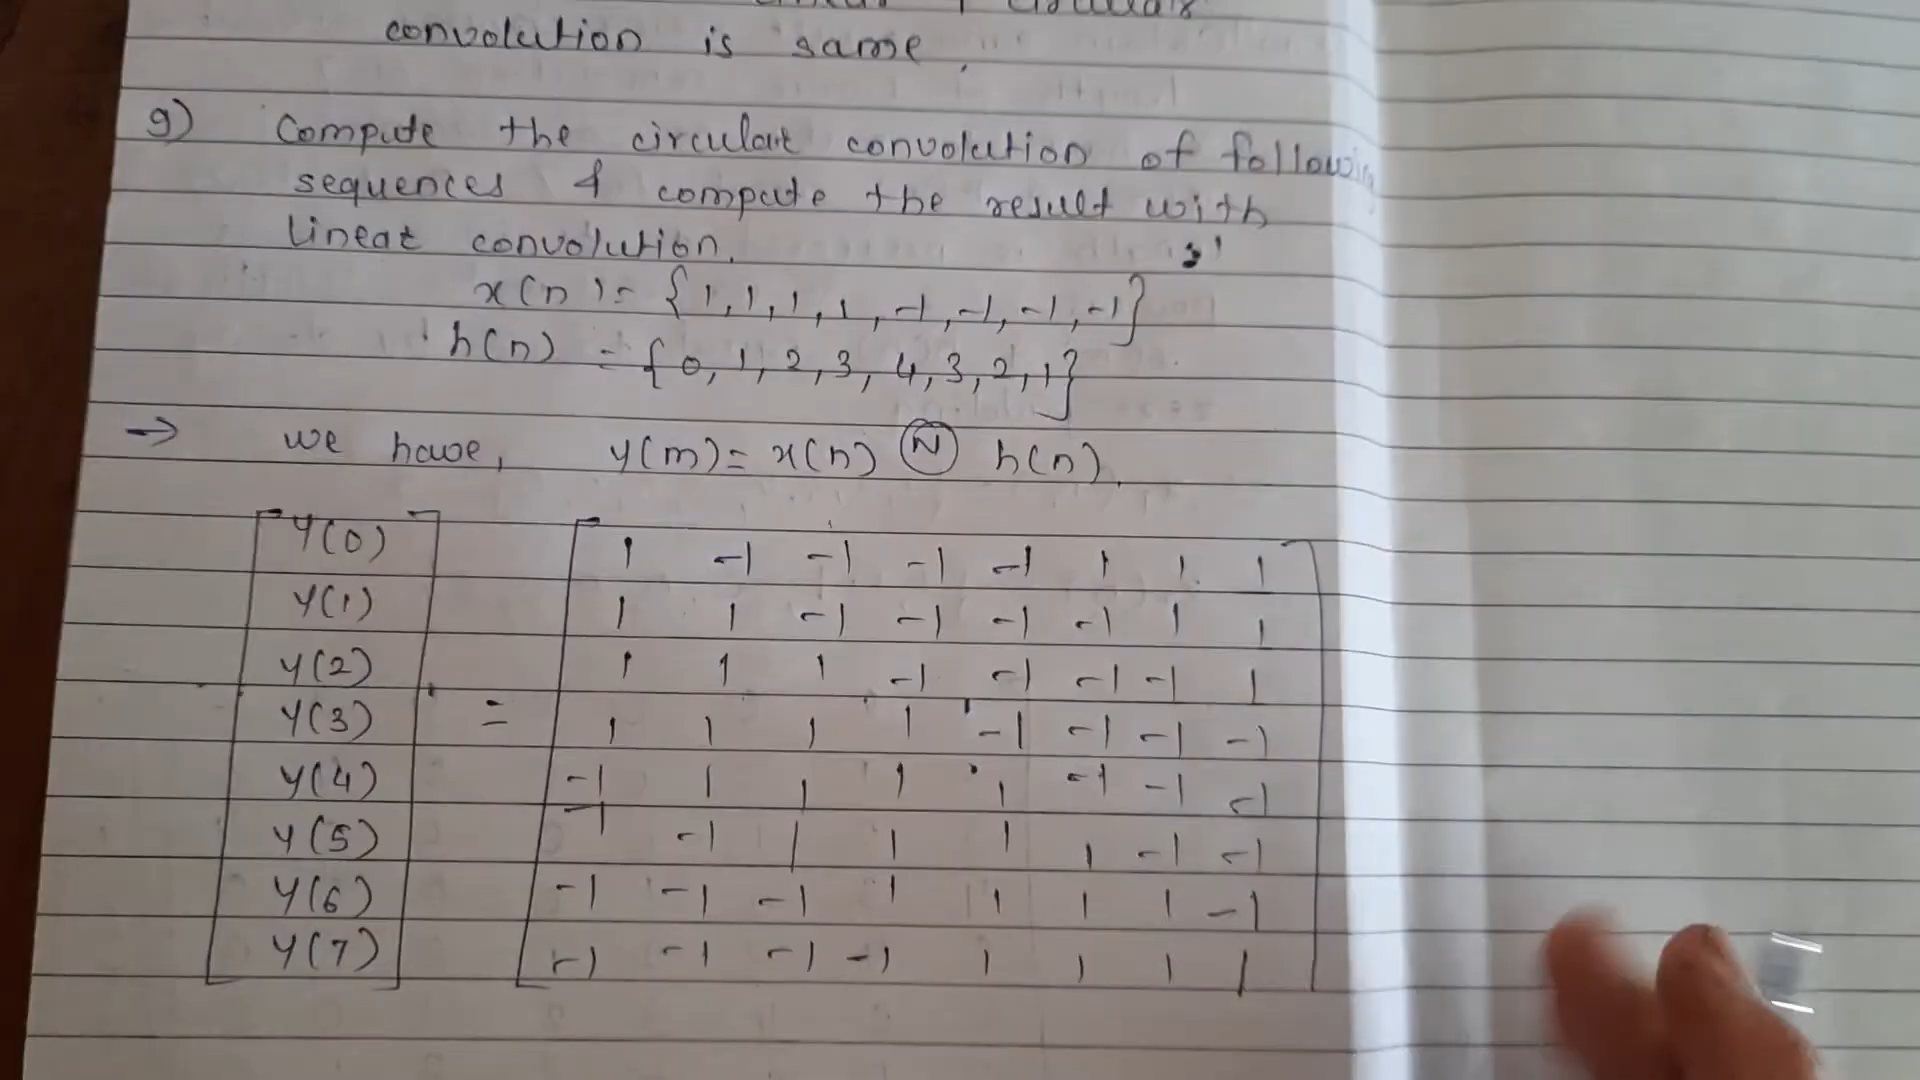 convolution is same.
9) Compute the circular convolution of following
sequences & compute the result with
linear convolution.
x(n) = {1, 1, 1, 1, -1, -1, -1, -1}
h(n) = {0, 1, 2, 3, 4, 3, 2, 1}
→ we have, y(m) = x(n) Ⓝ h(n).
y(0) 1 -1 -1 -1 -1 1 1 1
y(1) 1 1 -1 -1 -1 -1 1 1
y(2) 1 1 1 -1 -1 -1 -1 1
y(3) = 1 1 1 1 -1 -1 -1 -1
y(4) -1 1 1 1 1 -1 -1 -1
y(5) -1 -1 1 1 1 1 -1 -1
y(6) -1 -1 -1 1 1 1 1 -1
y(7) -1 -1 -1 -1 1 1 1 1